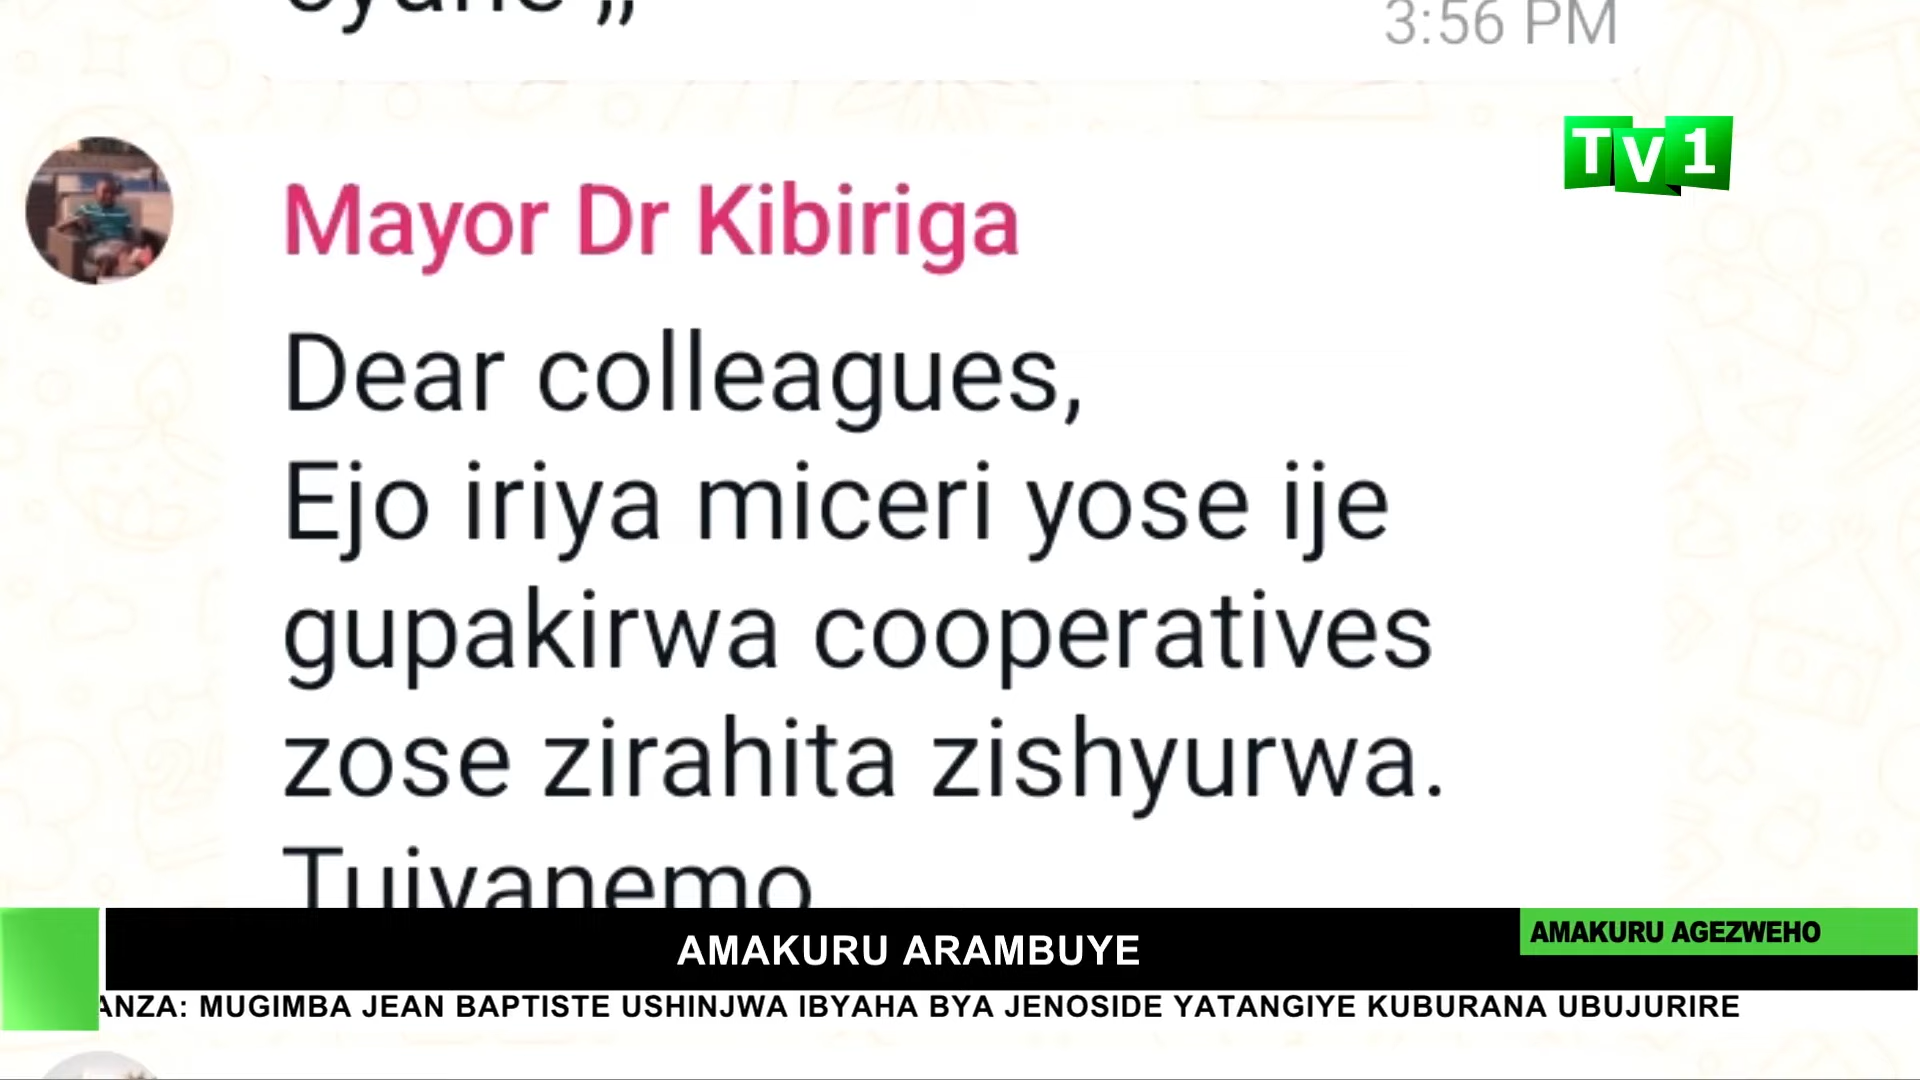 3:56 PM
TV1
Mayor Dr Kibiriga
Dear colleagues,
Ejo iriya miceri yose ije
gupakirwa cooperatives
zose zirahita zishyurwa.
Tujyanemo
AMAKURU AGEZWEHO
AMAKURU ARAMBUYE
ANZA: MUGIMBA JEAN BAPTISTE USHINJWA IBYAHA BYA JENOSIDE YATANGIYE KUBURANA UBUJURIRE